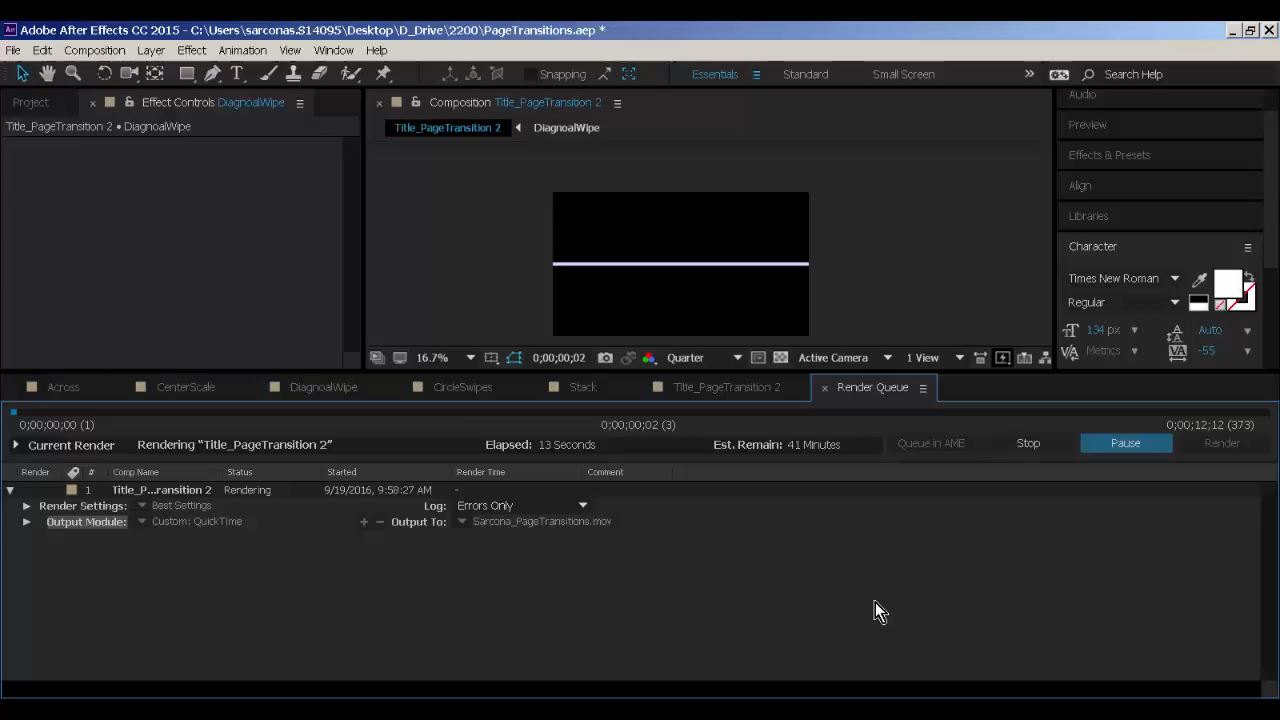 Adobe After Effects CC 2015 - C:\Users\sarconas.814095\Desktop\D_Drive\2200\PageTransitions.aep *
File Edit Composition Layer Effect Animation View Window Help
Snapping Essentials Standard Small Screen Search Help
Project Effect Controls DiagnoalWipe Composition Title_PageTransition 2 Audio
Title_PageTransition 2 • DiagnoalWipe Title_PageTransition 2 DiagnoalWipe Preview
Effects & Presets
Align
Libraries
Character
Times New Roman
Regular
134 px Auto
Metrics -55
16.7% 0;00;00;02 Quarter Active Camera 1 View
Across CenterScale DiagnoalWipe CircleSwipes Stack Title_PageTransition 2 Render Queue
0;00;00;00 (1) 0;00;00;02 (3) 0;00;12;12 (373)
Current Render Rendering "Title_PageTransition 2" Elapsed: 13 Seconds Est. Remain: 41 Minutes Queue in AME Stop Pause Render
Render # Comp Name Status Started Render Time Comment
1 Title_P...ransition 2 Rendering 9/19/2016, 9:58:27 AM -
Render Settings: Best Settings Log: Errors Only
Output Module: Custom: QuickTime + – Output To: Sarcona_PageTransitions.mov